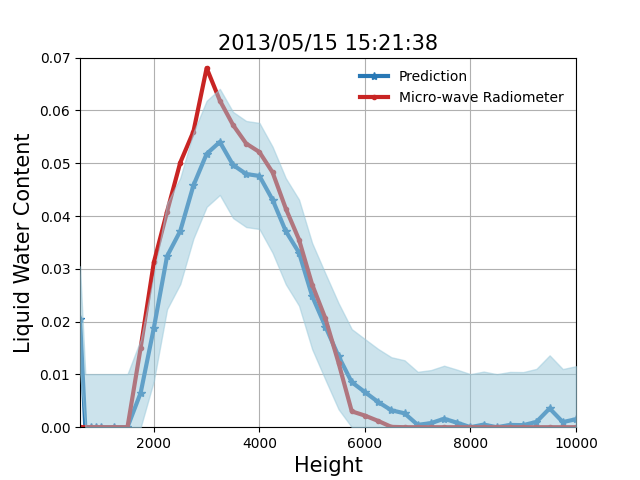 2013/05/15 15:21:38
0.07
0.06
0.05
0.04
0.03
0.02
0.01
0.00
Liquid Water Content
Prediction
Micro-wave Radiometer
2000 4000 6000 8000 10000
Height